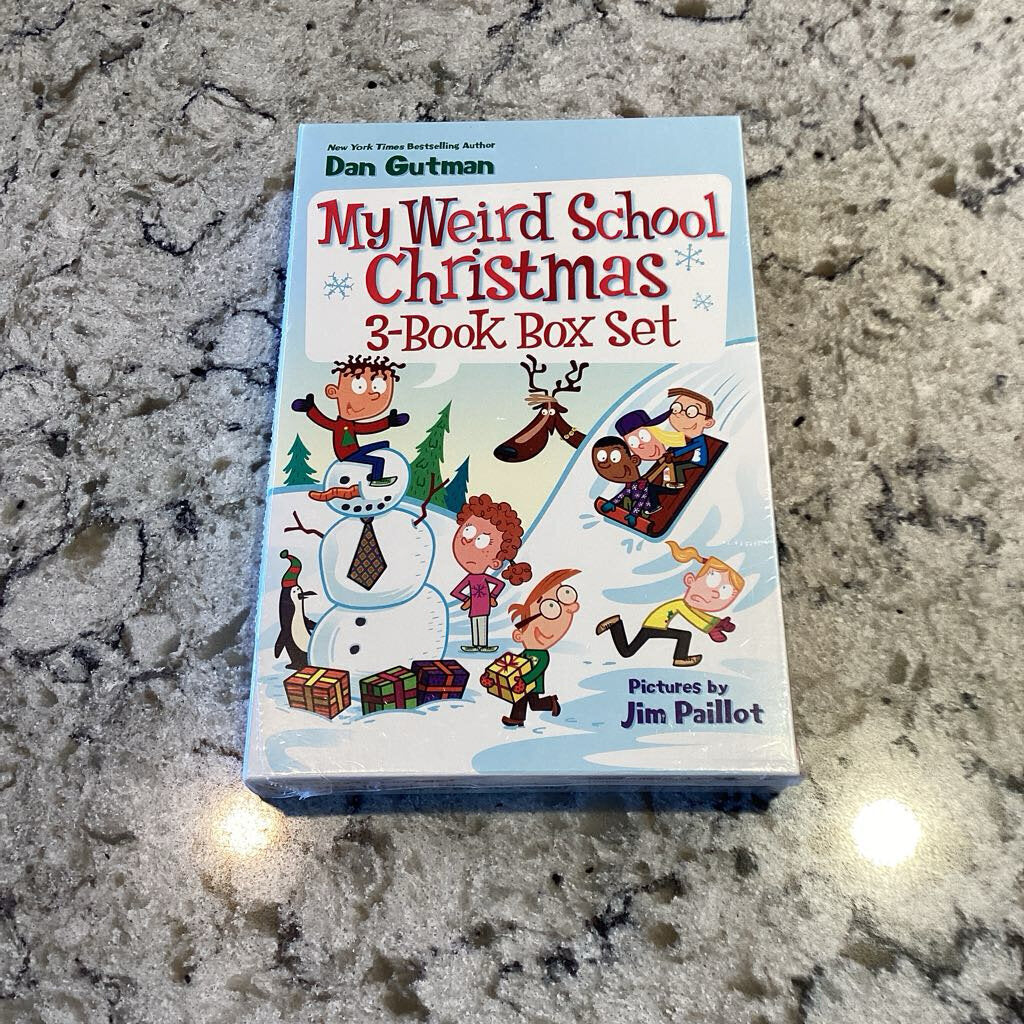 New York Times Bestselling Author
Dan Gutman
My Weird School
Christmas
3-Book Box Set
Pictures by
Jim Paillot